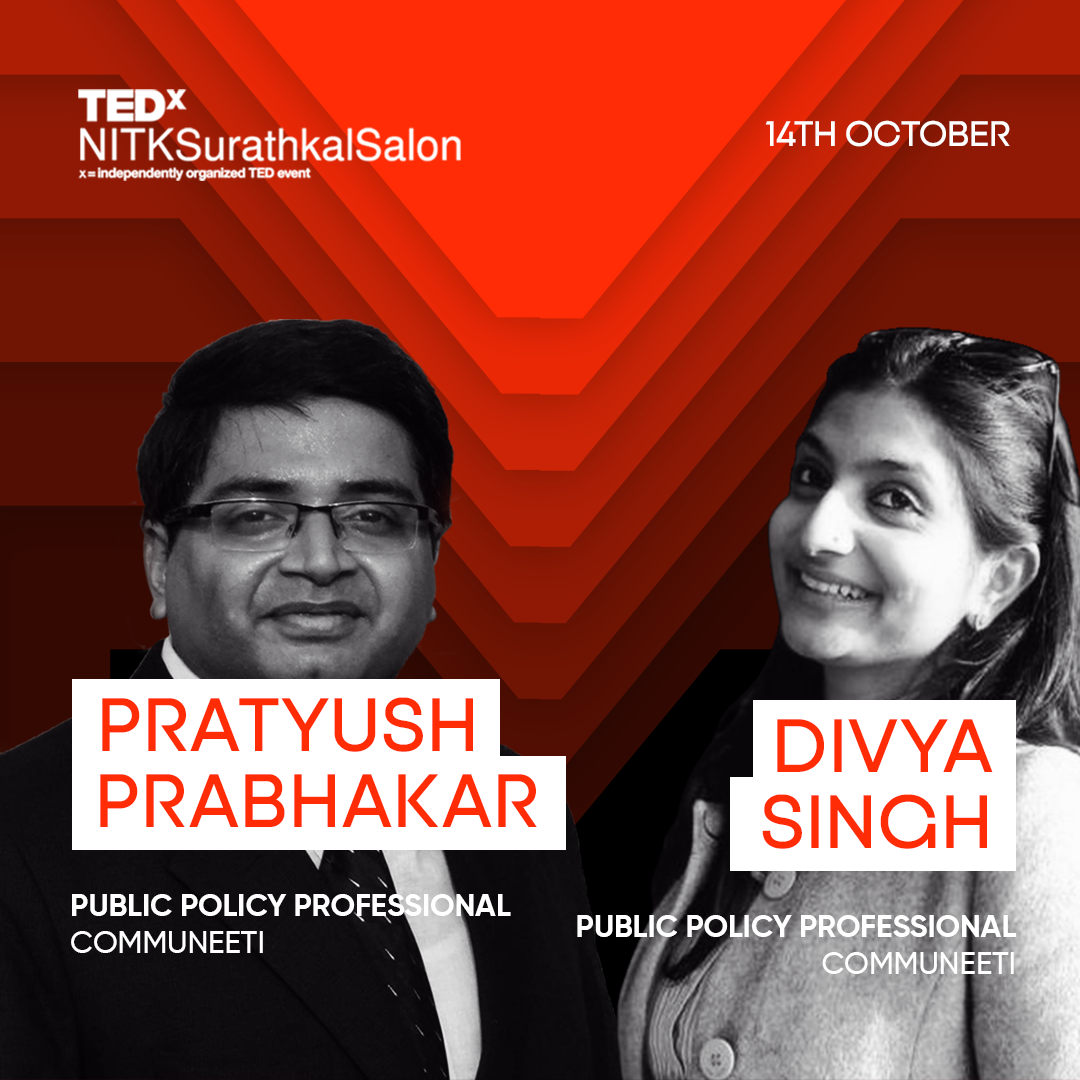 TEDx
NITKSurathkalSalon
x = independently organized TED event
14TH OCTOBER
PRATYUSH
PRABHAKAR
PUBLIC POLICY PROFESSIONAL
COMMUNEETI
DIVYA
SINGH
PUBLIC POLICY PROFESSIONAL
COMMUNEETI